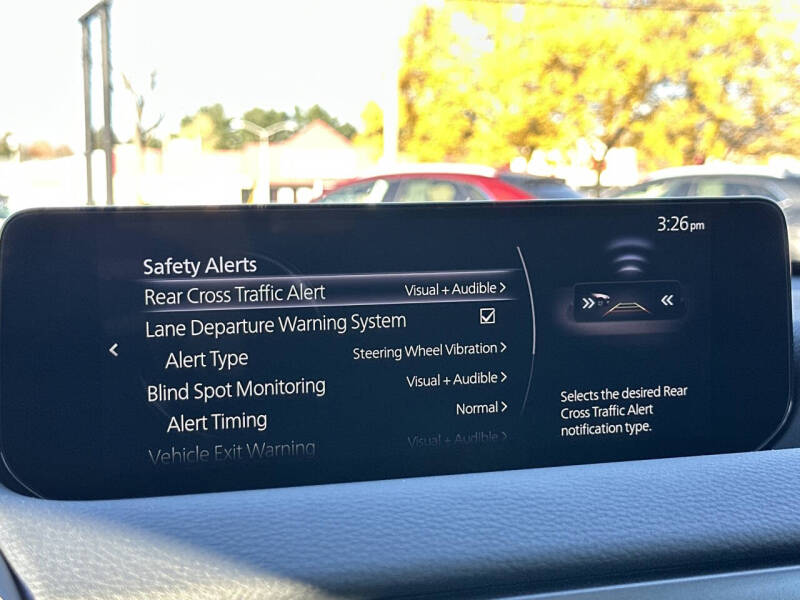 3:26pm
Safety Alerts
Rear Cross Traffic Alert Visual + Audible
Lane Departure Warning System
Alert Type Steering Wheel Vibration
Blind Spot Monitoring Visual + Audible
Alert Timing Normal
Vehicle Exit Warning Visual + Audible
Selects the desired Rear
Cross Traffic Alert
notification type.